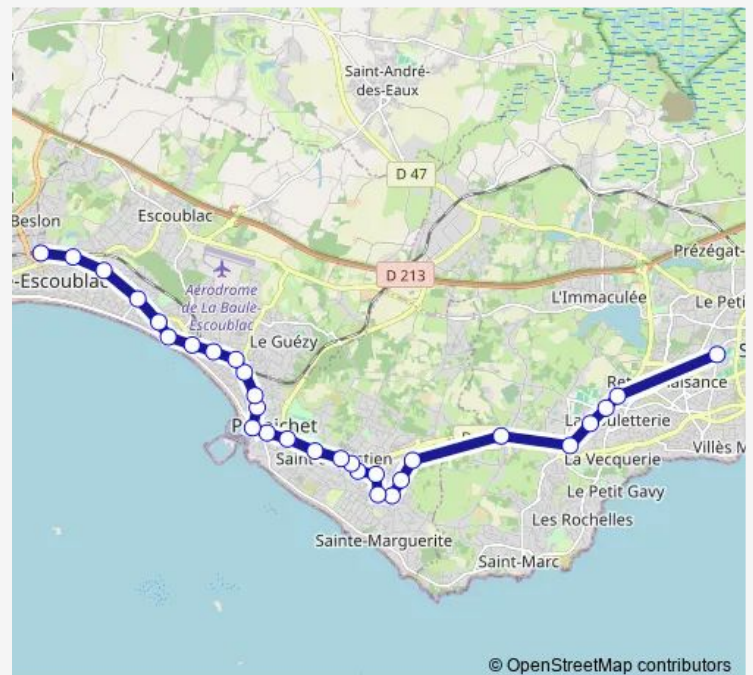 Saint-André-
des-Eaux
D 47
Beslon
Escoublac
Prézégat-
D 213
-Escoublac
Aérodrome
de La Baule-
Escoublac
L'Immaculée
Le Peti
Le Guézy
La Vecquerie
Villès M
Le Petit Gavy
Les Rochelles
Sainte-Marguerite
Saint-Marc
© OpenStreetMap contributors